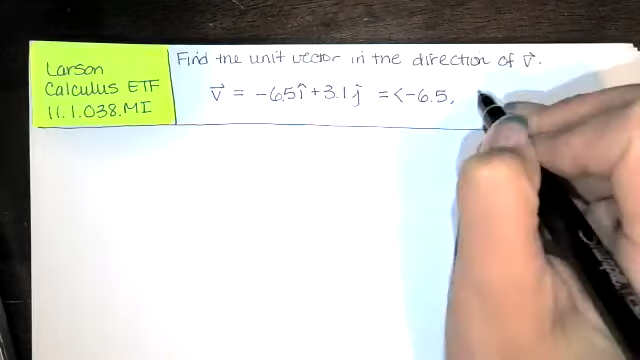 Larson
Calculus ETF
11.1.038.MI
Find the unit vector in the direction of v⃗.
v⃗ = -6.5î + 3.1ĵ = <-6.5,